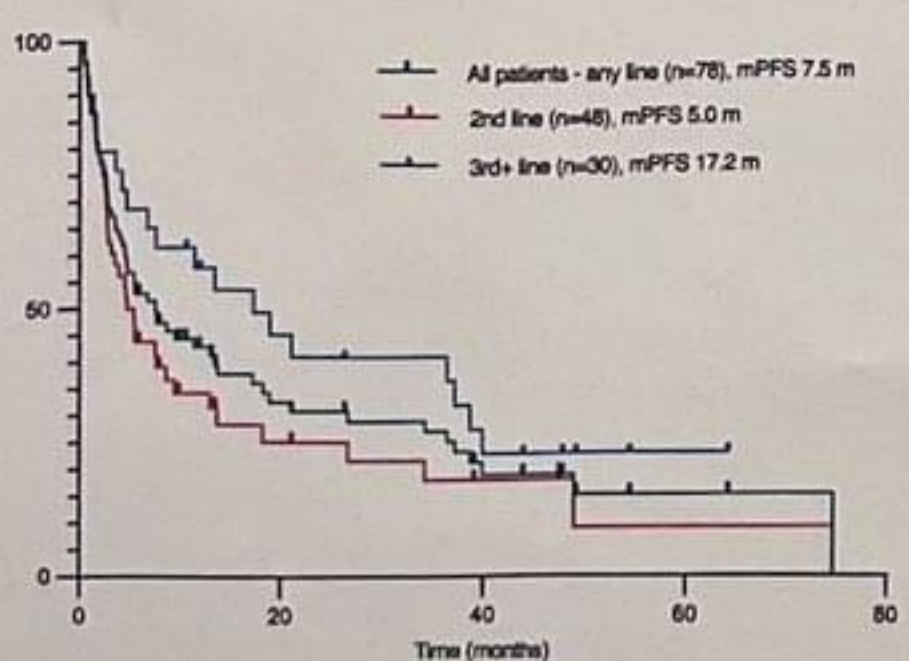 100
All patients - any line (n=78), mPFS 7.5 m
2nd line (n=48), mPFS 5.0 m
3rd+ line (n=30), mPFS 17.2 m
50
0
0 20 40 60 80
Time (months)